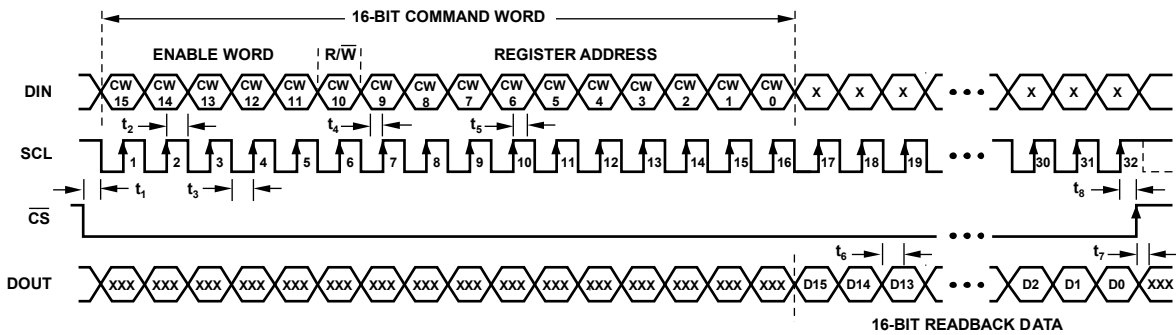 16-BIT COMMAND WORD
ENABLE WORD R/W̅ REGISTER ADDRESS
DIN CW 15 CW 14 CW 13 CW 12 CW 11 CW 10 CW 9 CW 8 CW 7 CW 6 CW 5 CW 4 CW 3 CW 2 CW 1 CW 0 X X X X X X
t2 t4 t5
SCL 1 2 3 4 5 6 7 8 9 10 11 12 13 14 15 16 17 18 19 30 31 32
t1 t3 t8
C̅S̅
t6 t7
DOUT XXX XXX XXX XXX XXX XXX XXX XXX XXX XXX XXX XXX XXX XXX XXX XXX D15 D14 D13 D2 D1 D0 XXX
16-BIT READBACK DATA